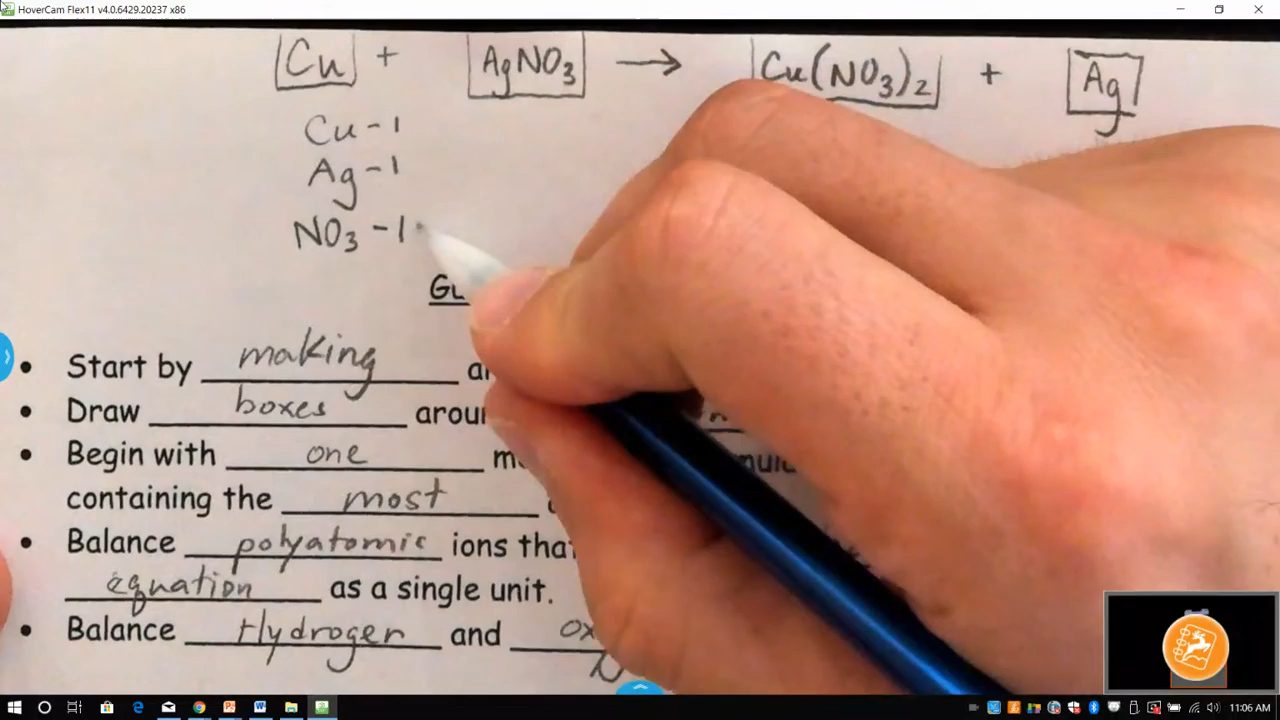 HoverCam Flex11 v4.0.6429.20237 x86
Cu + AgNO3 → Cu(NO3)2 + Ag
Cu - 1
Ag - 1
NO3 - 1
Start by making
Draw boxes
Begin with one
containing the most
Balance polyatomic ions
equation as a single unit.
Balance Hydrogen and
11:06 AM